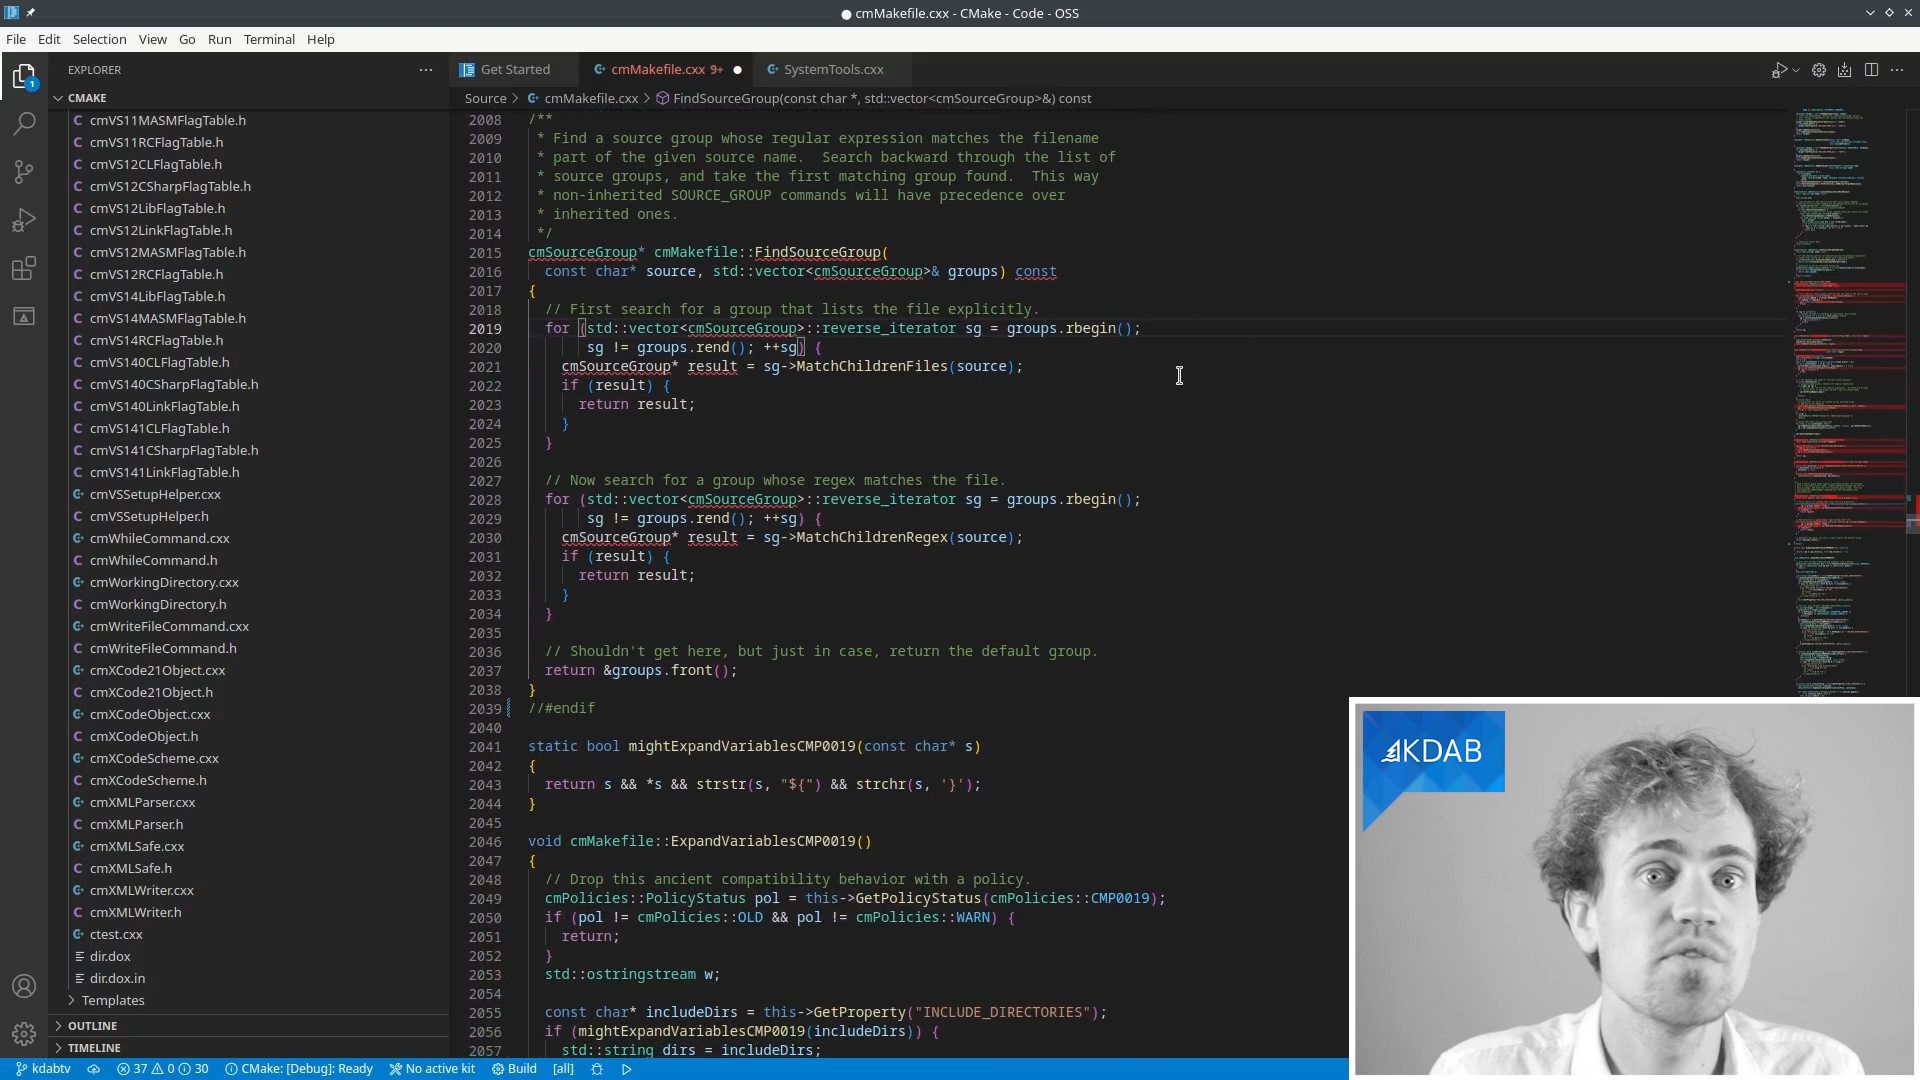 cmMakefile.cxx - CMake - Code - OSS
File Edit Selection View Go Run Terminal Help
1
EXPLORER
CMAKE
cmVS11MASMFlagTable.h
cmVS11RCFlagTable.h
cmVS12CLFlagTable.h
cmVS12CSharpFlagTable.h
cmVS12LibFlagTable.h
cmVS12LinkFlagTable.h
cmVS12MASMFlagTable.h
cmVS12RCFlagTable.h
cmVS14LibFlagTable.h
cmVS14MASMFlagTable.h
cmVS14RCFlagTable.h
cmVS140CLFlagTable.h
cmVS140CSharpFlagTable.h
cmVS140LinkFlagTable.h
cmVS141CLFlagTable.h
cmVS141CSharpFlagTable.h
cmVS141LinkFlagTable.h
cmVSSetupHelper.cxx
cmVSSetupHelper.h
cmWhileCommand.cxx
cmWhileCommand.h
cmWorkingDirectory.cxx
cmWorkingDirectory.h
cmWriteFileCommand.cxx
cmWriteFileCommand.h
cmXCode21Object.cxx
cmXCode21Object.h
cmXCodeObject.cxx
cmXCodeObject.h
cmXCodeScheme.cxx
cmXCodeScheme.h
cmXMLParser.cxx
cmXMLParser.h
cmXMLSafe.cxx
cmXMLSafe.h
cmXMLWriter.cxx
cmXMLWriter.h
ctest.cxx
dir.dox
dir.dox.in
Templates
OUTLINE
TIMELINE
Get Started cmMakefile.cxx 9+ SystemTools.cxx
Source > cmMakefile.cxx > FindSourceGroup(const char *, std::vector<cmSourceGroup>&) const
2008 /**
2009 * Find a source group whose regular expression matches the filename
2010 * part of the given source name.  Search backward through the list of
2011 * source groups, and take the first matching group found.  This way
2012 * non-inherited SOURCE_GROUP commands will have precedence over
2013 * inherited ones.
2014 */
2015 cmSourceGroup* cmMakefile::FindSourceGroup(
2016 const char* source, std::vector<cmSourceGroup>& groups) const
2017 {
2018 // First search for a group that lists the file explicitly.
2019 for (std::vector<cmSourceGroup>::reverse_iterator sg = groups.rbegin();
2020 sg != groups.rend(); ++sg) {
2021 cmSourceGroup* result = sg->MatchChildrenFiles(source);
2022 if (result) {
2023 return result;
2024 }
2025 }
2026
2027 // Now search for a group whose regex matches the file.
2028 for (std::vector<cmSourceGroup>::reverse_iterator sg = groups.rbegin();
2029 sg != groups.rend(); ++sg) {
2030 cmSourceGroup* result = sg->MatchChildrenRegex(source);
2031 if (result) {
2032 return result;
2033 }
2034 }
2035
2036 // Shouldn't get here, but just in case, return the default group.
2037 return &groups.front();
2038 }
2039 //#endif
2040
2041 static bool mightExpandVariablesCMP0019(const char* s)
2042 {
2043 return s && *s && strstr(s, "${") && strchr(s, '}');
2044 }
2045
2046 void cmMakefile::ExpandVariablesCMP0019()
2047 {
2048 // Drop this ancient compatibility behavior with a policy.
2049 cmPolicies::PolicyStatus pol = this->GetPolicyStatus(cmPolicies::CMP0019);
2050 if (pol != cmPolicies::OLD && pol != cmPolicies::WARN) {
2051 return;
2052 }
2053 std::ostringstream w;
2054
2055 const char* includeDirs = this->GetProperty("INCLUDE_DIRECTORIES");
2056 if (mightExpandVariablesCMP0019(includeDirs)) {
2057 std::string dirs = includeDirs;
KDAB
kdabtv 37 0 30 CMake: [Debug]: Ready No active kit Build [all]